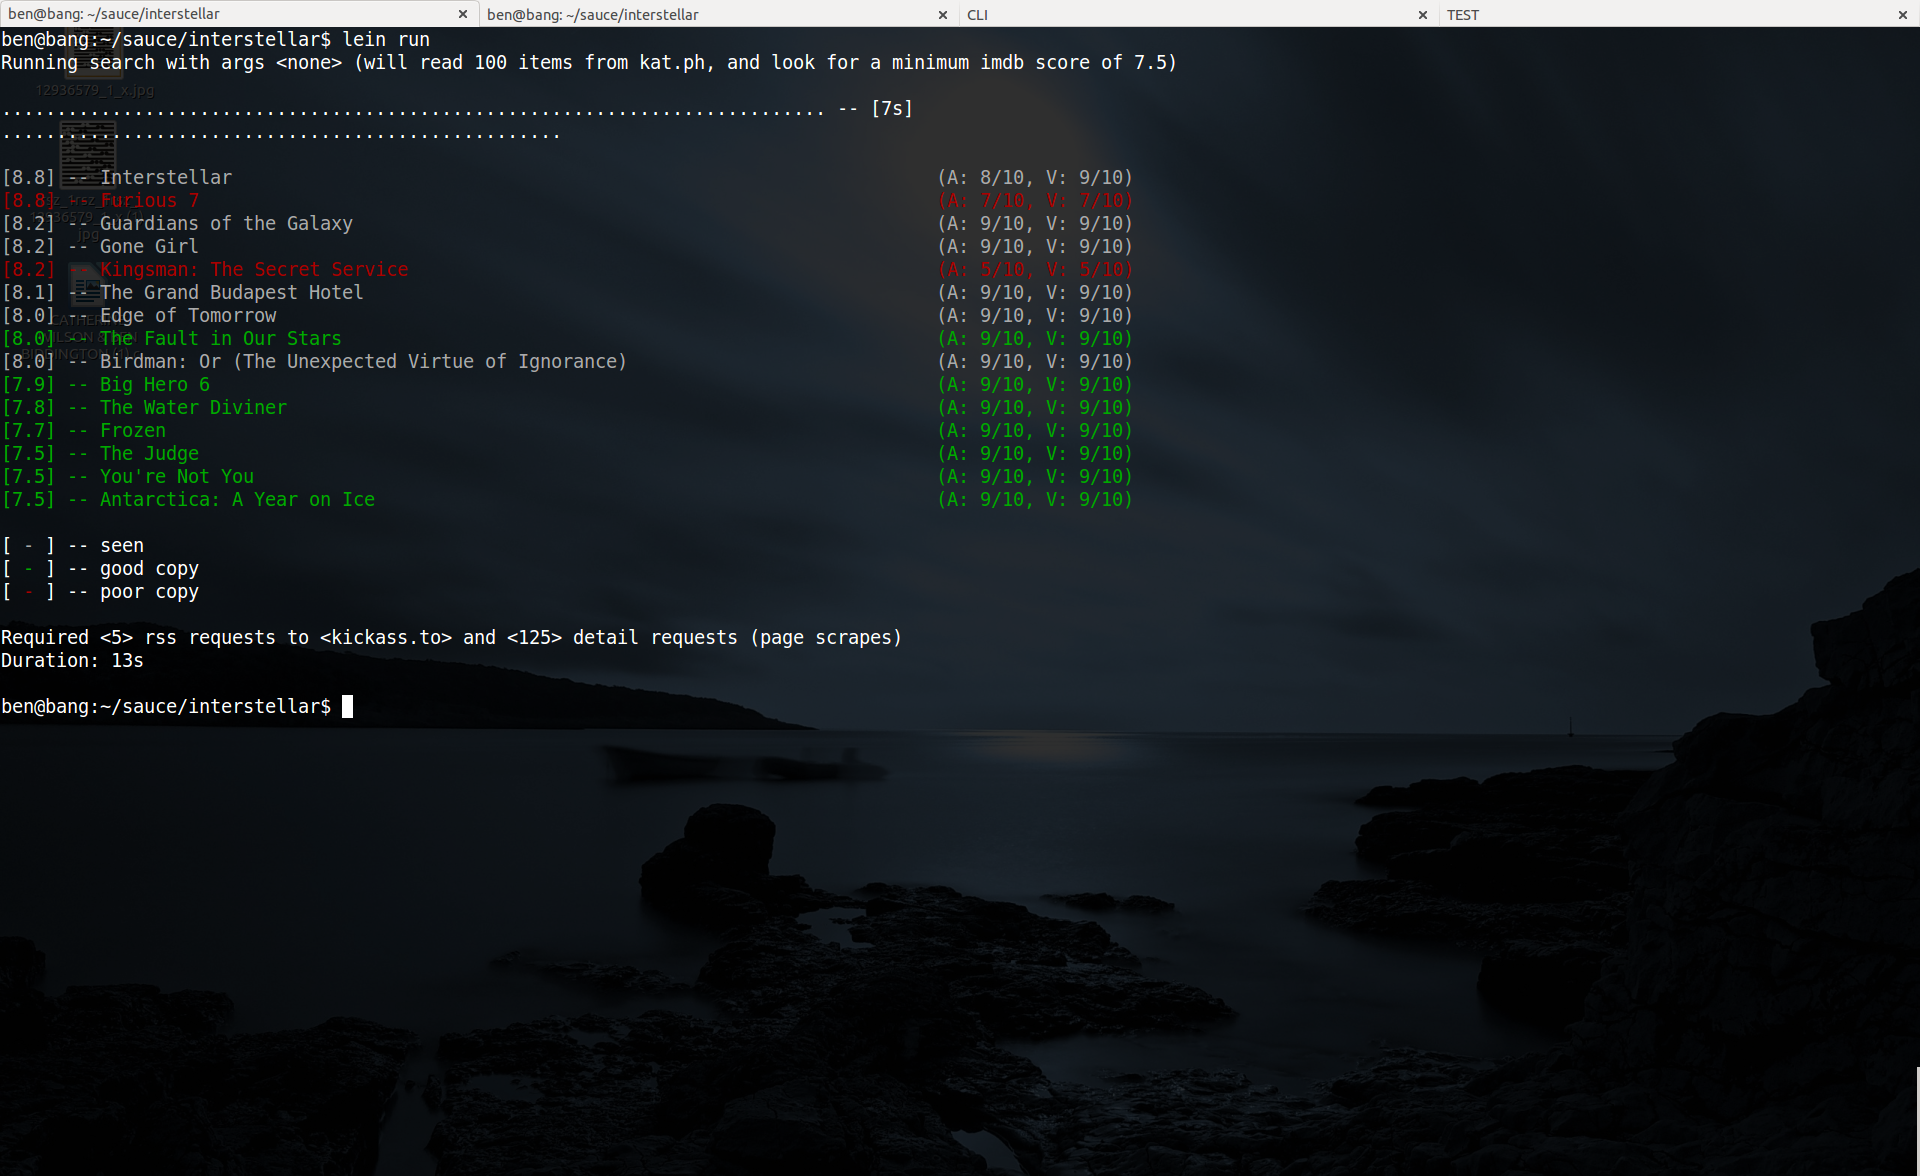 ben@bang: ~/sauce/interstellar × ben@bang: ~/sauce/interstellar × CLI × TEST ×
ben@bang:~/sauce/interstellar$ lein run
Running search with args <none> (will read 100 items from kat.ph, and look for a minimum imdb score of 7.5)
12936579_1_x.jpg
........................................................................... -- [7s]
...................................................
[8.8] -- Interstellar (A: 8/10, V: 9/10)
[8.8] -- Furious 7 (A: 7/10, V: 7/10)
[8.2] -- Guardians of the Galaxy (A: 9/10, V: 9/10)
jpg
[8.2] -- Gone Girl (A: 9/10, V: 9/10)
[8.2] -- Kingsman: The Secret Service (A: 5/10, V: 5/10)
[8.1] -- The Grand Budapest Hotel (A: 9/10, V: 9/10)
[8.0] -- Edge of Tomorrow (A: 9/10, V: 9/10)
[8.0] -- The Fault in Our Stars (A: 9/10, V: 9/10)
[8.0] -- Birdman: Or (The Unexpected Virtue of Ignorance) (A: 9/10, V: 9/10)
[7.9] -- Big Hero 6 (A: 9/10, V: 9/10)
[7.8] -- The Water Diviner (A: 9/10, V: 9/10)
[7.7] -- Frozen (A: 9/10, V: 9/10)
[7.5] -- The Judge (A: 9/10, V: 9/10)
[7.5] -- You're Not You (A: 9/10, V: 9/10)
[7.5] -- Antarctica: A Year on Ice (A: 9/10, V: 9/10)
[ - ] -- seen
[ - ] -- good copy
[ - ] -- poor copy
Required <5> rss requests to <kickass.to> and <125> detail requests (page scrapes)
Duration: 13s
ben@bang:~/sauce/interstellar$